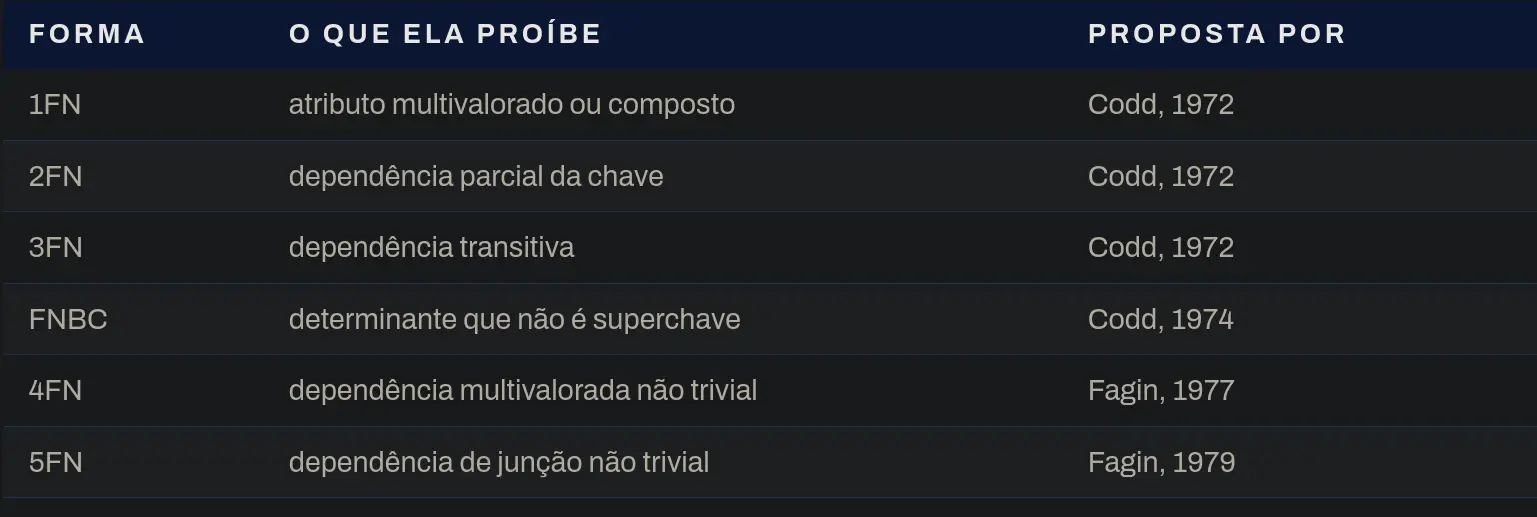 FORMA O QUE ELA PROÍBE PROPOSTA POR
1FN atributo multivalorado ou composto Codd, 1972
2FN dependência parcial da chave Codd, 1972
3FN dependência transitiva Codd, 1972
FNBC determinante que não é superchave Codd, 1974
4FN dependência multivalorada não trivial Fagin, 1977
5FN dependência de junção não trivial Fagin, 1979